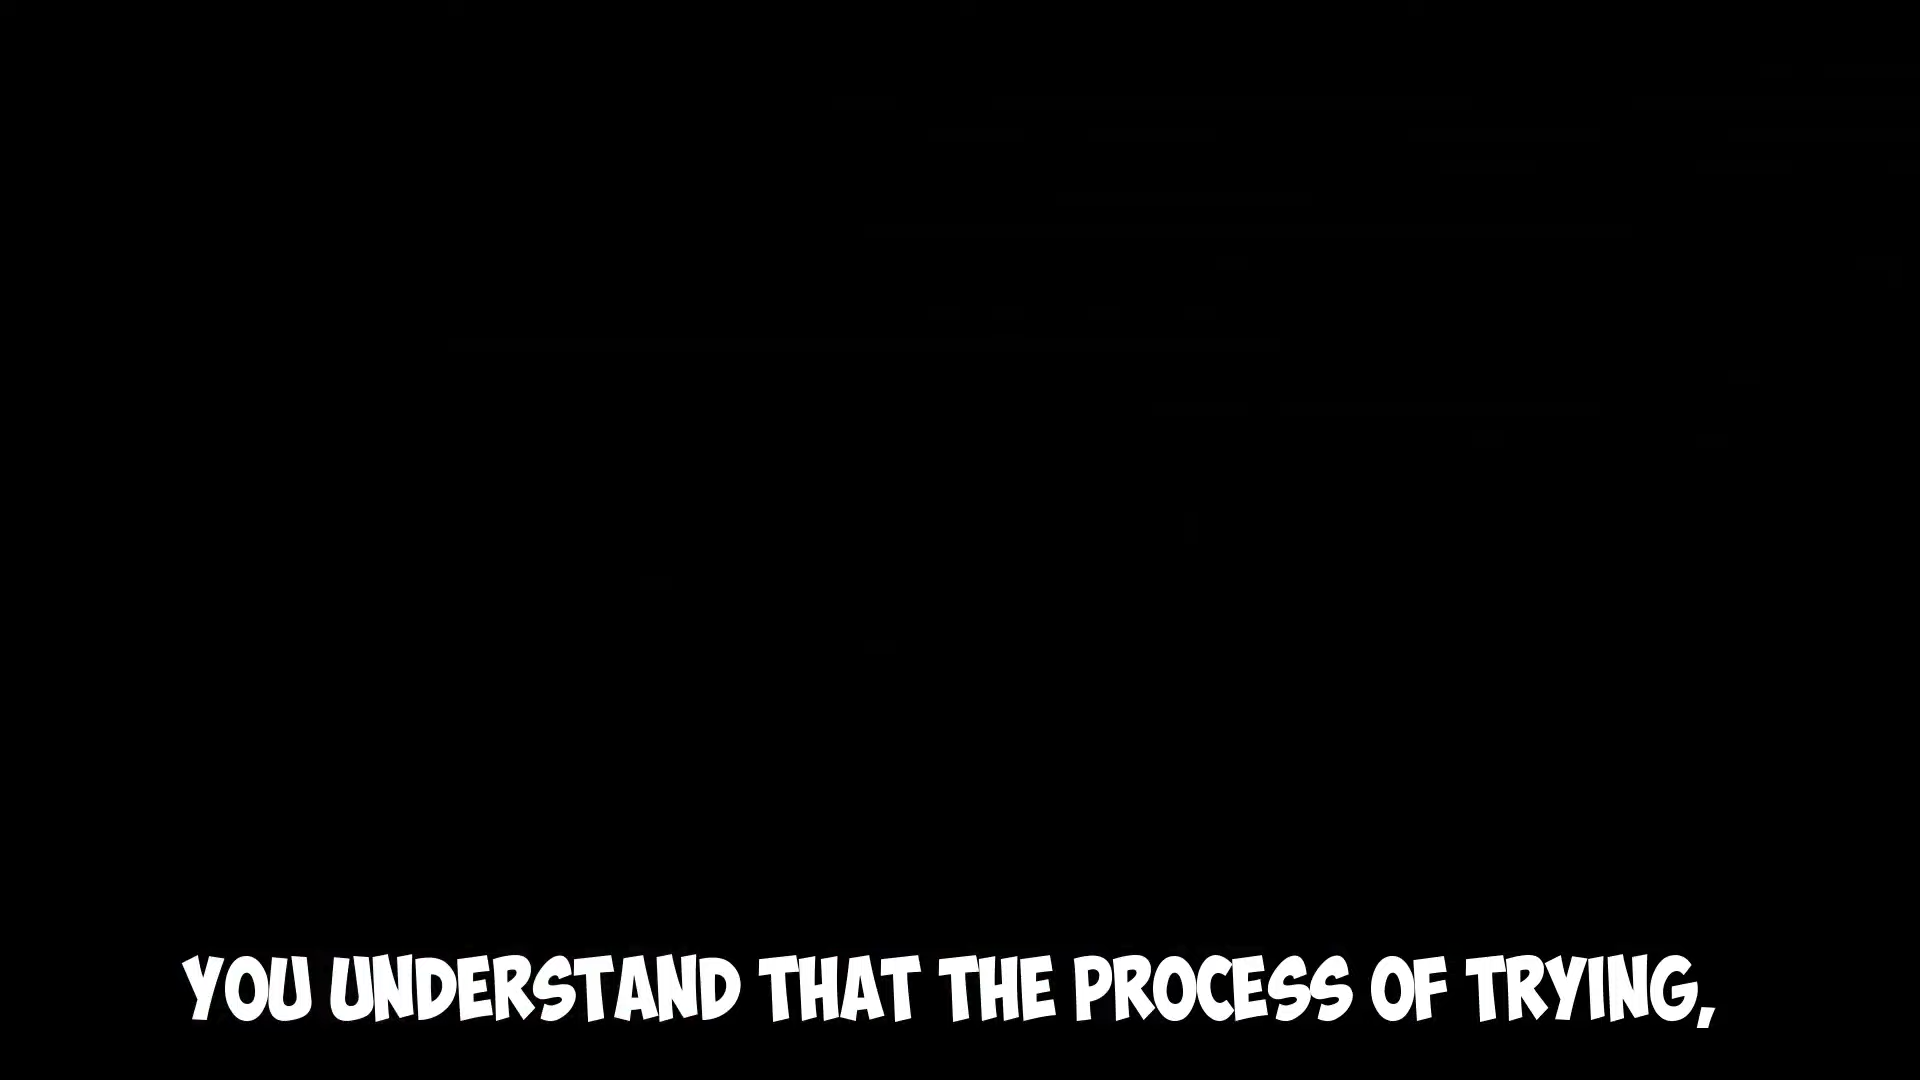 YOU UNDERSTAND THAT THE PROCESS OF TRYING,